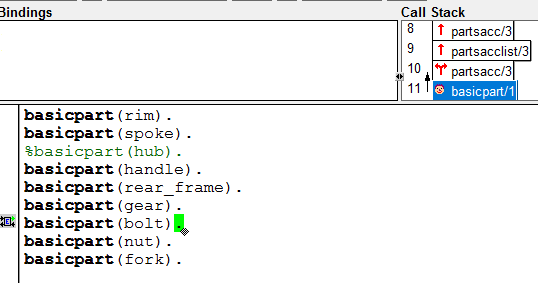 Bindings
Call Stack
8 partsacc/3
9 partsacclist/3
10 partsacc/3
11 basicpart/1
basicpart(rim).
basicpart(spoke).
%basicpart(hub).
basicpart(handle).
basicpart(rear_frame).
basicpart(gear).
basicpart(bolt).
basicpart(nut).
basicpart(fork).